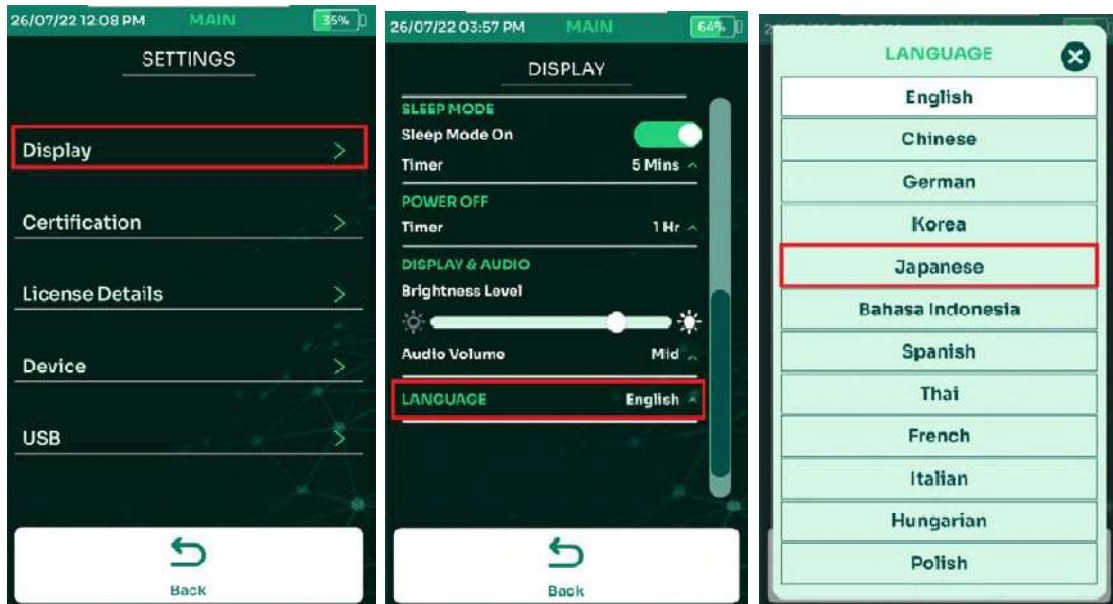 26/07/22 12:08 PM MAIN 35%
SETTINGS
Display >
Certification >
License Details >
Device >
USB >
Back
26/07/22 03:57 PM MAIN 64%
DISPLAY
SLEEP MODE
Sleep Mode On
Timer 5 Mins
POWER OFF
Timer 1 Hr
DISPLAY & AUDIO
Brightness Level
Audio Volume Mid
LANGUAGE English
Back
LANGUAGE
English
Chinese
German
Korea
Japanese
Bahasa Indonesia
Spanish
Thai
French
Italian
Hungarian
Polish